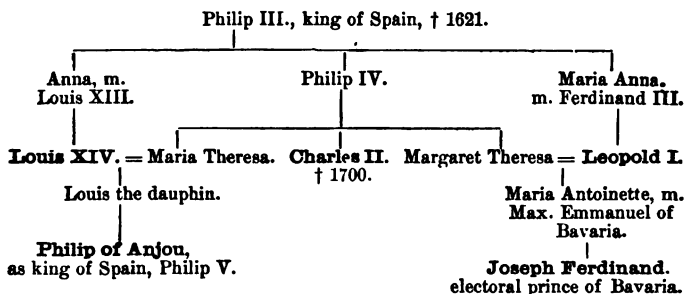 Philip III., king of Spain, † 1621.
Anna, m.
Louis XIII.
Philip IV.
Maria Anna.
m. Ferdinand III.
Louis XIV. = Maria Theresa. Charles II. Margaret Theresa = Leopold I.
† 1700.
Louis the dauphin.
Maria Antoinette, m.
Max. Emmanuel of
Bavaria.
Philip of Anjou,
as king of Spain, Philip V.
Joseph Ferdinand.
electoral prince of Bavaria.